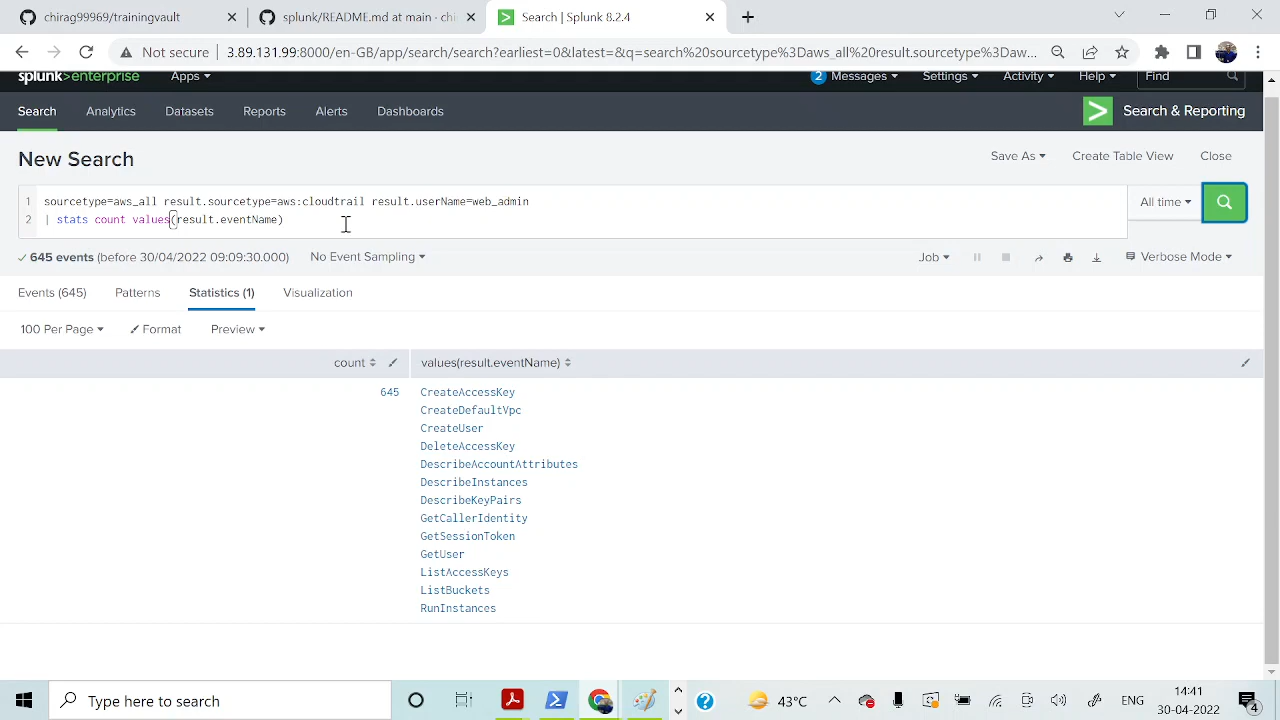 chirag99969/trainingvault
splunk/README.md at main · chi
Search | Splunk 8.2.4
Not secure
3.89.131.99:8000/en-GB/app/search/search?earliest=0&latest=&q=search%20sourcetype%3Daws_all%20result.sourcetype%3Daw...
splunk>enterprise
Apps
2 Messages
Settings
Activity
Help
Find
Search
Analytics
Datasets
Reports
Alerts
Dashboards
Search & Reporting
New Search
Save As
Create Table View
Close
1 sourcetype=aws_all result.sourcetype=aws:cloudtrail result.userName=web_admin
2 | stats count values(result.eventName)
All time
645 events (before 30/04/2022 09:09:30.000)
No Event Sampling
Job
Verbose Mode
Events (645)
Patterns
Statistics (1)
Visualization
100 Per Page
Format
Preview
count
values(result.eventName)
645
CreateAccessKey
CreateDefaultVpc
CreateUser
DeleteAccessKey
DescribeAccountAttributes
DescribeInstances
DescribeKeyPairs
GetCallerIdentity
GetSessionToken
GetUser
ListAccessKeys
ListBuckets
RunInstances
Type here to search
43°C
ENG
14:41
30-04-2022
4